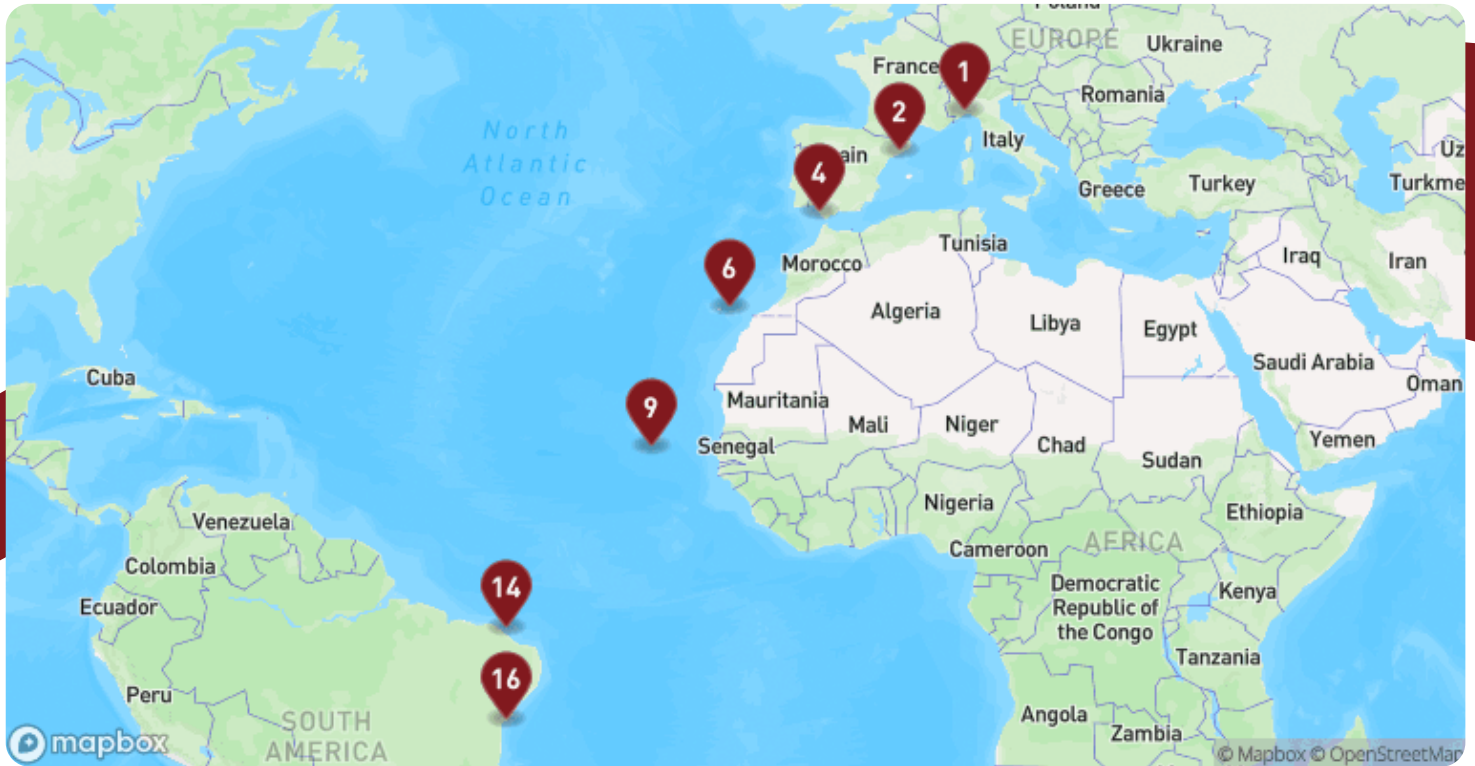 Poland
EUROPE
Ukraine
France
1
Romania
2
North
Atlantic
Ocean
Italy
ain
Uz
4
Greece
Turkey
Turkme
Tunisia
6
Morocco
Iraq
Iran
Algeria
Libya
Egypt
Saudi Arabia
Cuba
Oman
9
Mauritania
Mali
Niger
Chad
Senegal
Yemen
Sudan
Nigeria
Ethiopia
Venezuela
Cameroon
AFRICA
Colombia
14
Democratic
Republic of
the Congo
Kenya
Ecuador
Tanzania
16
Peru
SOUTH
AMERICA
Angola
Zambia
mapbox
© Mapbox © OpenStreetMap